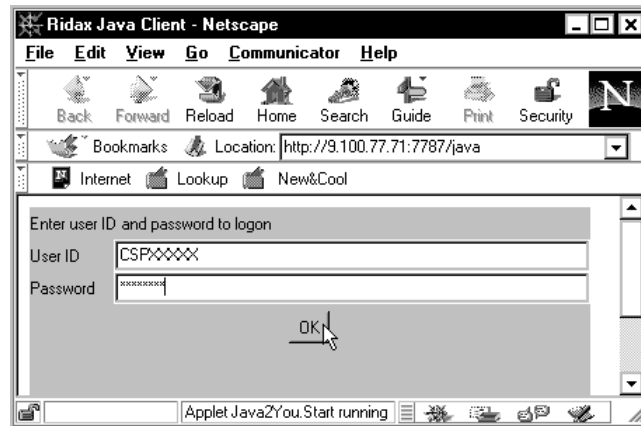 Ridax Java Client - Netscape
File Edit View Go Communicator Help
Back Forward Reload Home Search Guide Print Security
N
Bookmarks Location: http://9.100.77.71:7787/java
Internet Lookup New&Cool
Enter user ID and password to logon
User ID CSPXXXXX
Password ********
OK
Applet Java2You.Start running